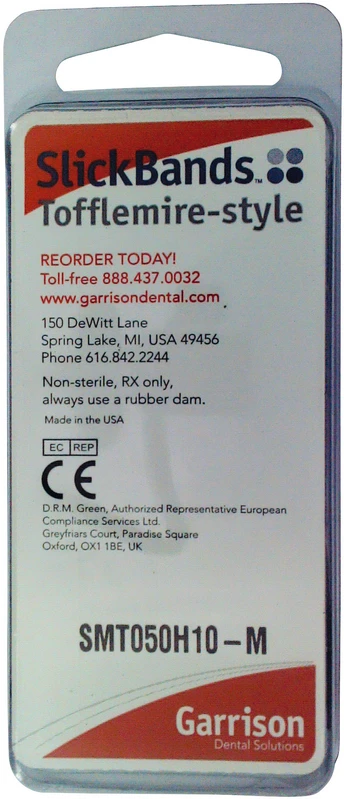 SlickBands™
Tofflemire-style
REORDER TODAY!
Toll-free 888.437.0032
www.garrisondental.com
150 DeWitt Lane
Spring Lake, MI, USA 49456
Phone 616.842.2244
Non-sterile, RX only,
always use a rubber dam.
Made in the USA
EC REP
CE
D.R.M. Green, Authorized Representative European
Compliance Services Ltd.
Greyfriars Court, Paradise Square
Oxford, OX1 1BE, UK
SMT050H10-M
Garrison
Dental Solutions